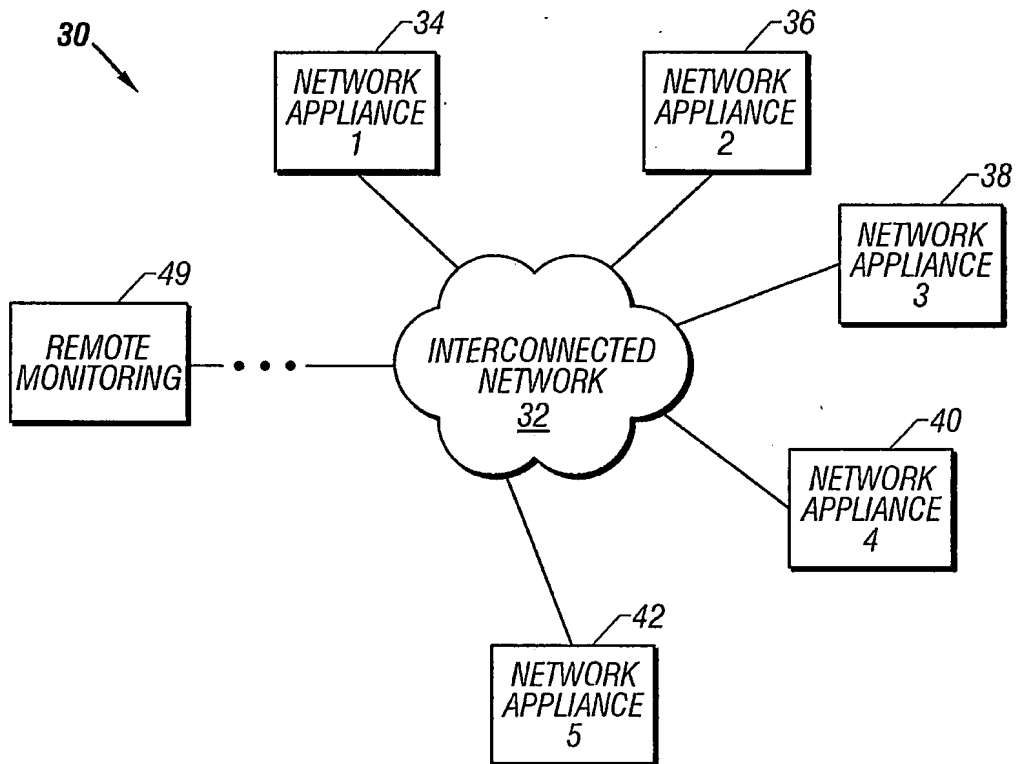 30
34
NETWORK
APPLIANCE
1
36
NETWORK
APPLIANCE
2
38
NETWORK
APPLIANCE
3
49
REMOTE
MONITORING
INTERCONNECTED
NETWORK
32
40
NETWORK
APPLIANCE
4
42
NETWORK
APPLIANCE
5